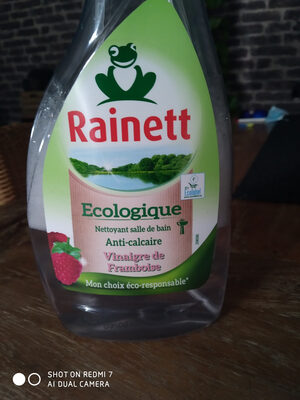 Rainett
Ecologique
Nettoyant salle de bain
Anti-calcaire
Vinaigre de
Framboise
Mon choix éco-responsable*
SHOT ON REDMI 7
AI DUAL CAMERA